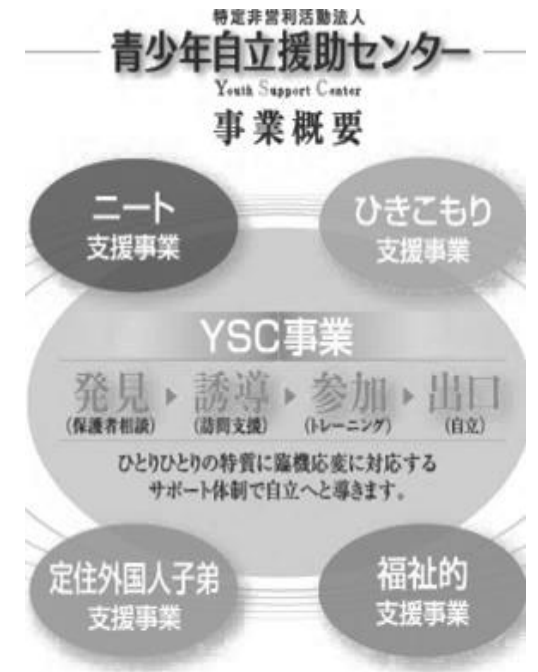 特定非営利活動法人
青少年自立援助センター
Youth Support Center
事業概要
ニート
支援事業
ひきこもり
支援事業
YSC事業
発見 ▶ 誘導 ▶ 参加 ▶ 出口
(保護者相談) (訪問支援) (トレーニング) (自立)
ひとりひとりの特質に臨機応変に対応する
サポート体制で自立へと導きます。
定住外国人子弟
支援事業
福祉的
支援事業